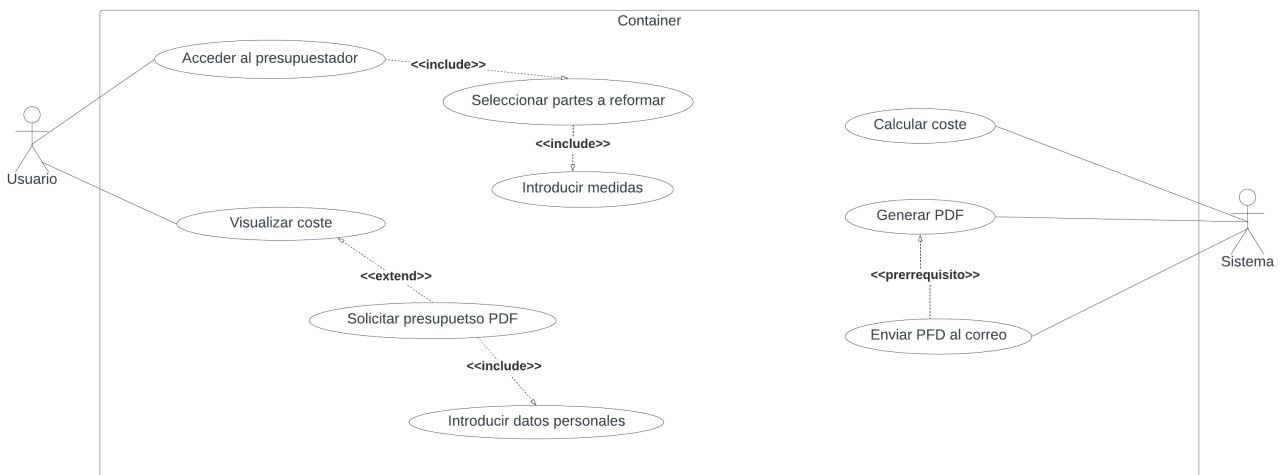 Container
Acceder al presupuestador
<<include>>
Seleccionar partes a reformar
<<include>>
Introducir medidas
Usuario
Visualizar coste
<<extend>>
Solicitar presupuetso PDF
<<include>>
Introducir datos personales
Calcular coste
Generar PDF
<<prerrequisito>>
Enviar PFD al correo
Sistema